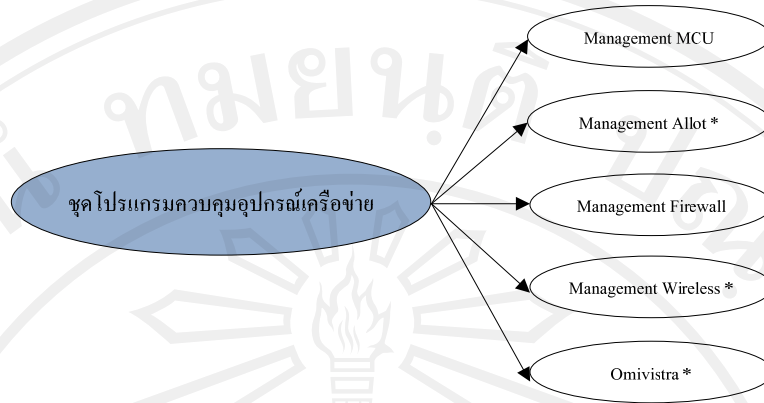 Management MCU
Management Allot *
ชุดโปรแกรมควบคุมอุปกรณ์เครือข่าย
Management Firewall
Management Wireless *
Omivistra *